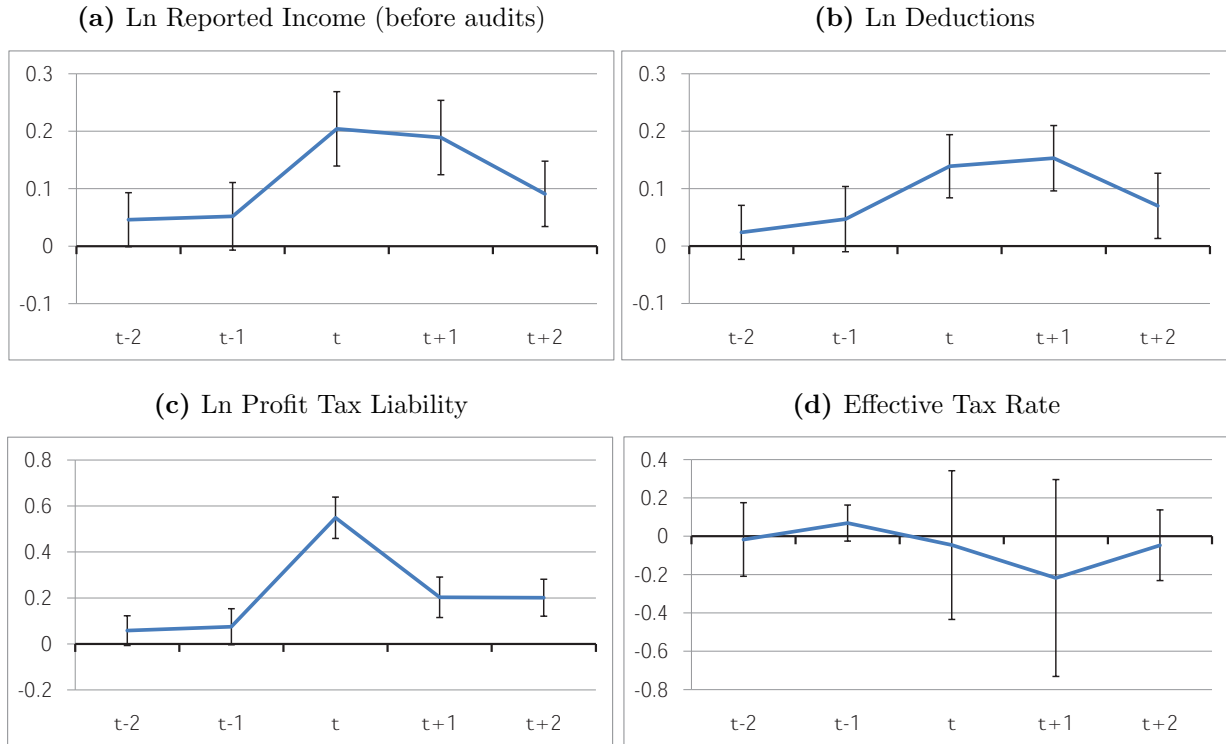 (a) Ln Reported Income (before audits)
0.3
0.2
0.1
0
-0.1
t-2 t-1 t t+1 t+2
(b) Ln Deductions
0.3
0.2
0.1
0
-0.1
t-2 t-1 t t+1 t+2
(c) Ln Profit Tax Liability
0.8
0.6
0.4
0.2
0
-0.2
t-2 t-1 t t+1 t+2
(d) Effective Tax Rate
0.4
0.2
0
-0.2
-0.4
-0.6
-0.8
t-2 t-1 t t+1 t+2